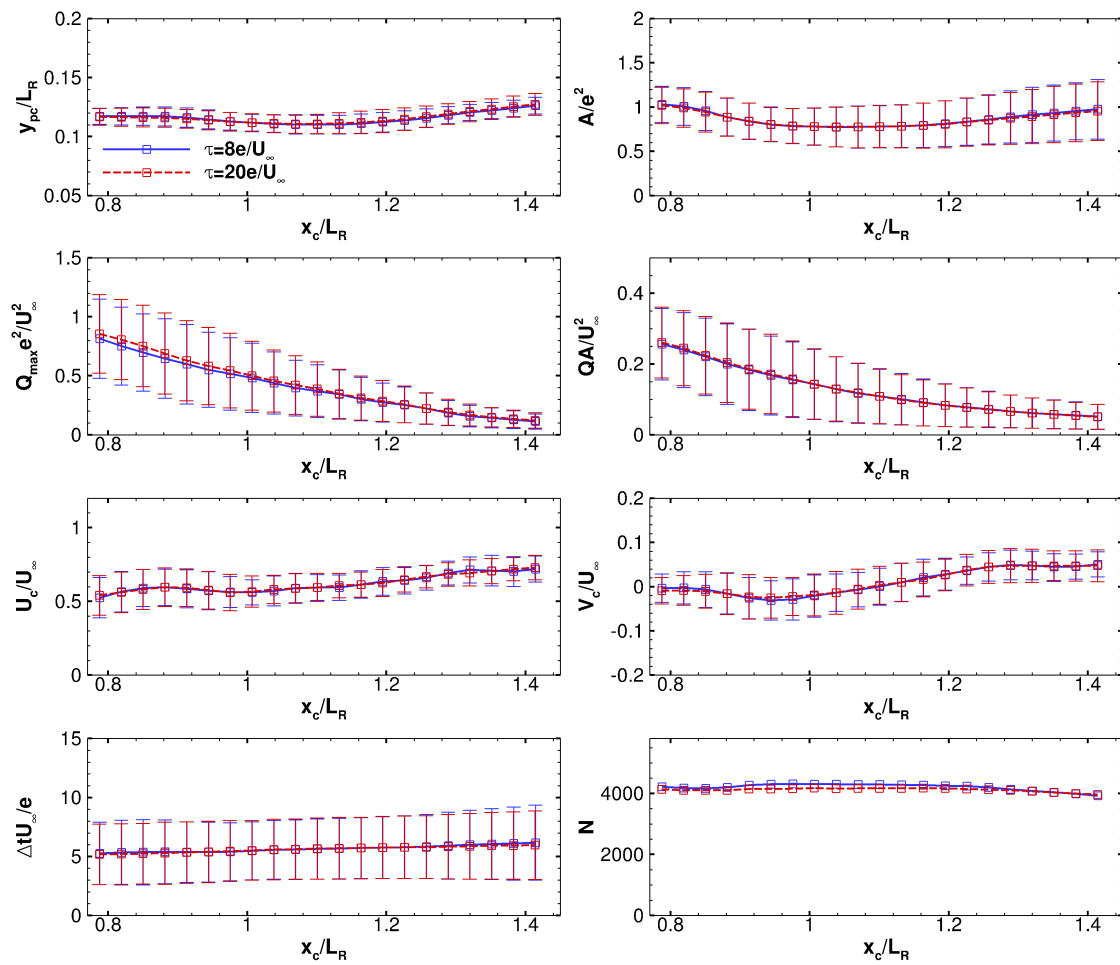 y_pc/L_R
0.2
0.15
0.1
0.05
τ=8e/U_∞
τ=20e/U_∞
0.8 1 1.2 1.4
x_c/L_R
A/e²
2
1.5
1
0.5
0
0.8 1 1.2 1.4
x_c/L_R
Q_max e²/U²_∞
1.5
1
0.5
0
0.8 1 1.2 1.4
x_c/L_R
QA/U²_∞
0.4
0.2
0
0.8 1 1.2 1.4
x_c/L_R
U_c/U_∞
1
0.5
0
0.8 1 1.2 1.4
x_c/L_R
V_c/U_∞
0.2
0.1
0
-0.1
-0.2
0.8 1 1.2 1.4
x_c/L_R
ΔtU_∞/e
15
10
5
0
0.8 1 1.2 1.4
x_c/L_R
N
4000
2000
0
0.8 1 1.2 1.4
x_c/L_R